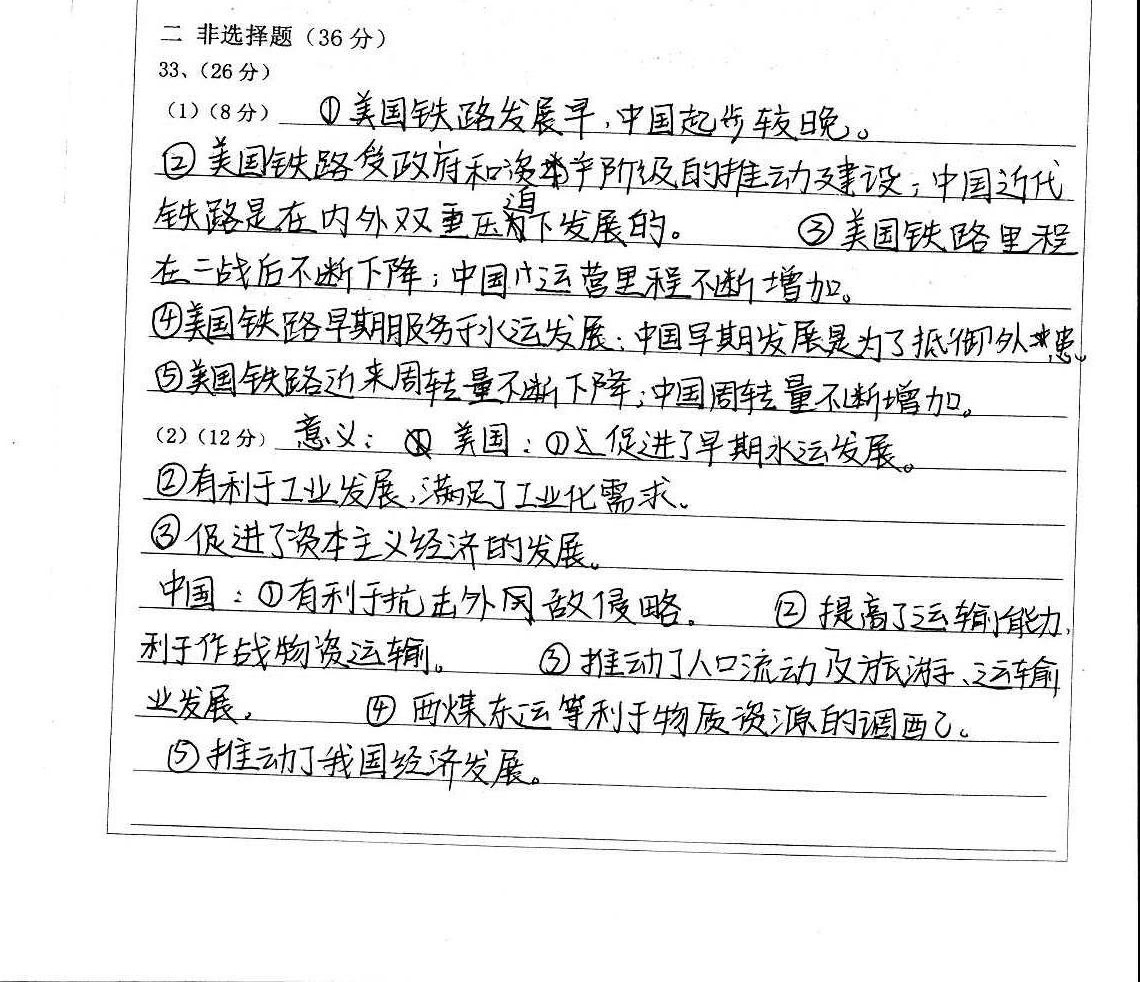 二 非选择题（36 分）
33、（26 分）
（1）（8 分） ①美国铁路发展早,中国起步较晚。
②美国铁路受政府和资产阶级的推动及建设；中国近代
铁路是在内外双重压迫下发展的。 ③美国铁路里程
在二战后不断下降；中国运营里程不断增加。
④美国铁路早期服务于水运发展；中国早期发展是为了抵御外患。
⑤美国铁路近来周转量不断下降；中国周转量不断增加。
（2）（12 分） 意义： 美国：①促进了早期水运发展。
②有利于工业发展,满足了工业化需求。
③促进了资本主义经济的发展。
中国：①有利于抗击外敌侵略。 ②提高了运输能力,
利于作战物资运输。 ③推动了人口流动及旅游、运输
业发展。 ④西煤东运等利于物质资源的调配。
⑤推动了我国经济发展。